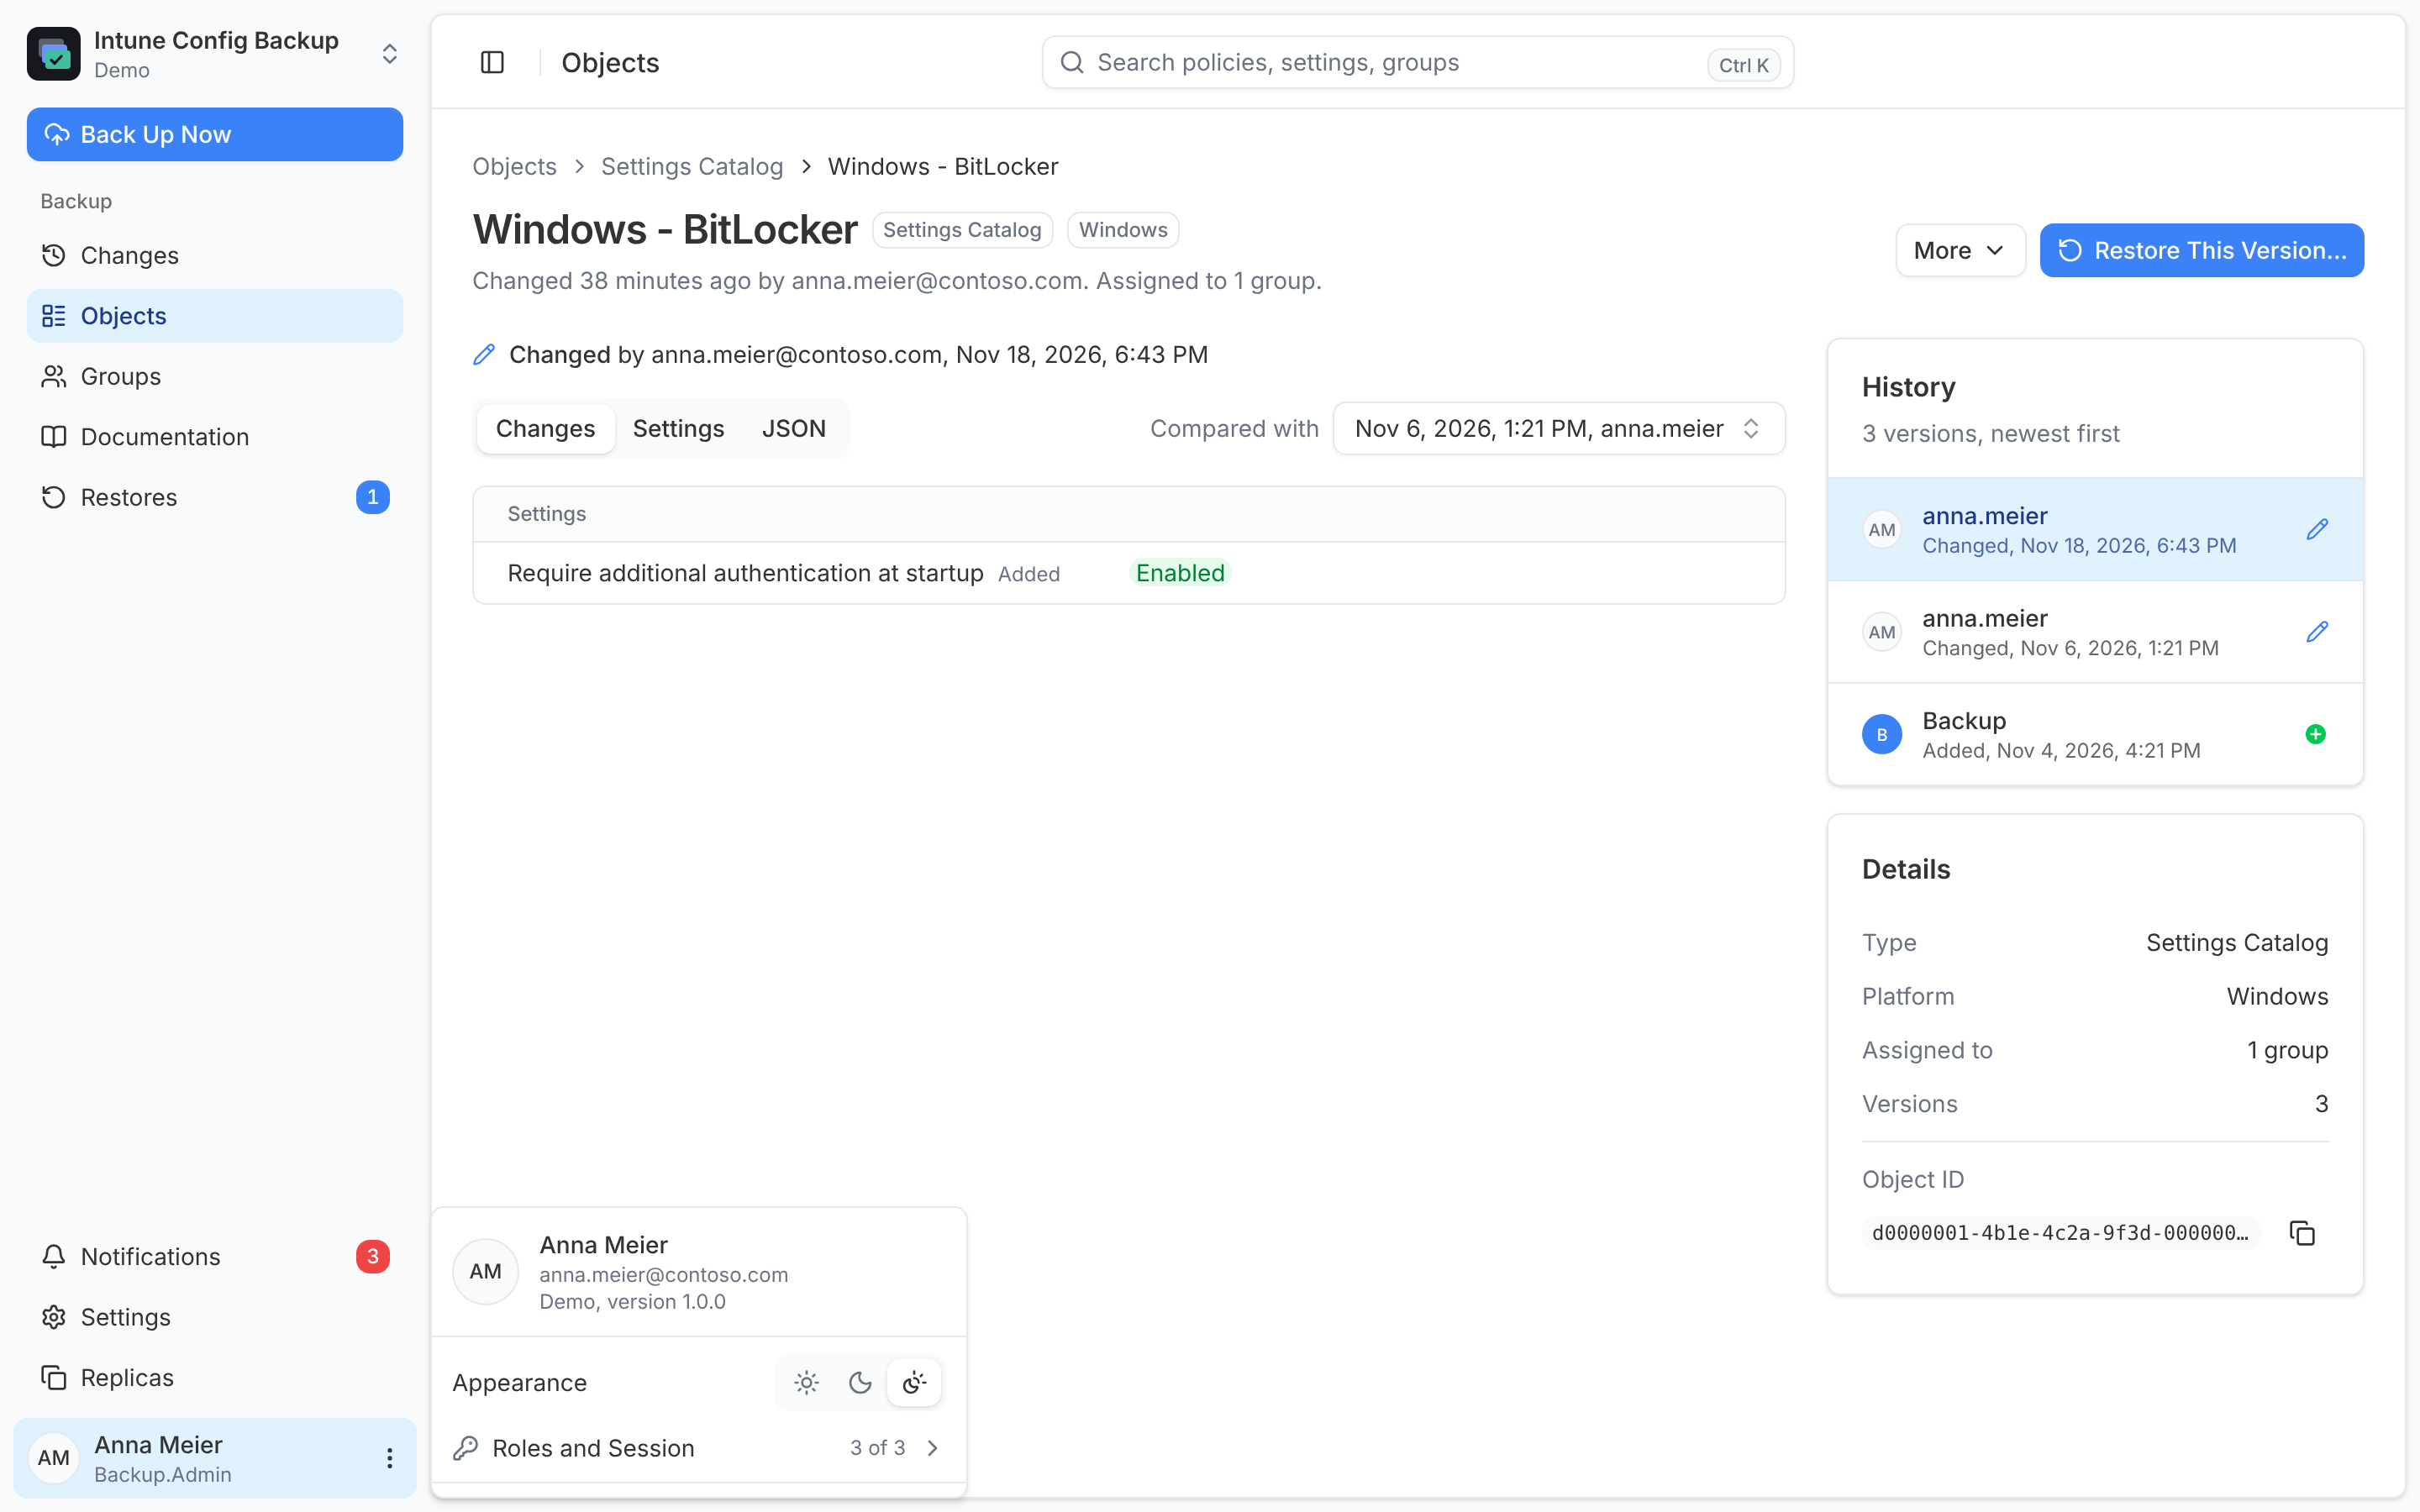 Intune Config Backup
Demo
Back Up Now
Backup
Changes
Objects
Groups
Documentation
Restores 1
Notifications 3
Settings
Replicas
AM Anna Meier
Backup.Admin
Objects
Search policies, settings, groups Ctrl K
Objects > Settings Catalog > Windows - BitLocker
Windows - BitLocker Settings Catalog Windows
Changed 38 minutes ago by anna.meier@contoso.com. Assigned to 1 group.
More Restore This Version...
Changed by anna.meier@contoso.com, Nov 18, 2026, 6:43 PM
Changes Settings JSON Compared with Nov 6, 2026, 1:21 PM, anna.meier
Settings
Require additional authentication at startup Added Enabled
History
3 versions, newest first
AM anna.meier
Changed, Nov 18, 2026, 6:43 PM
AM anna.meier
Changed, Nov 6, 2026, 1:21 PM
B Backup
Added, Nov 4, 2026, 4:21 PM
Details
Type Settings Catalog
Platform Windows
Assigned to 1 group
Versions 3
Object ID
d0000001-4b1e-4c2a-9f3d-000000…
AM Anna Meier
anna.meier@contoso.com
Demo, version 1.0.0
Appearance
Roles and Session 3 of 3